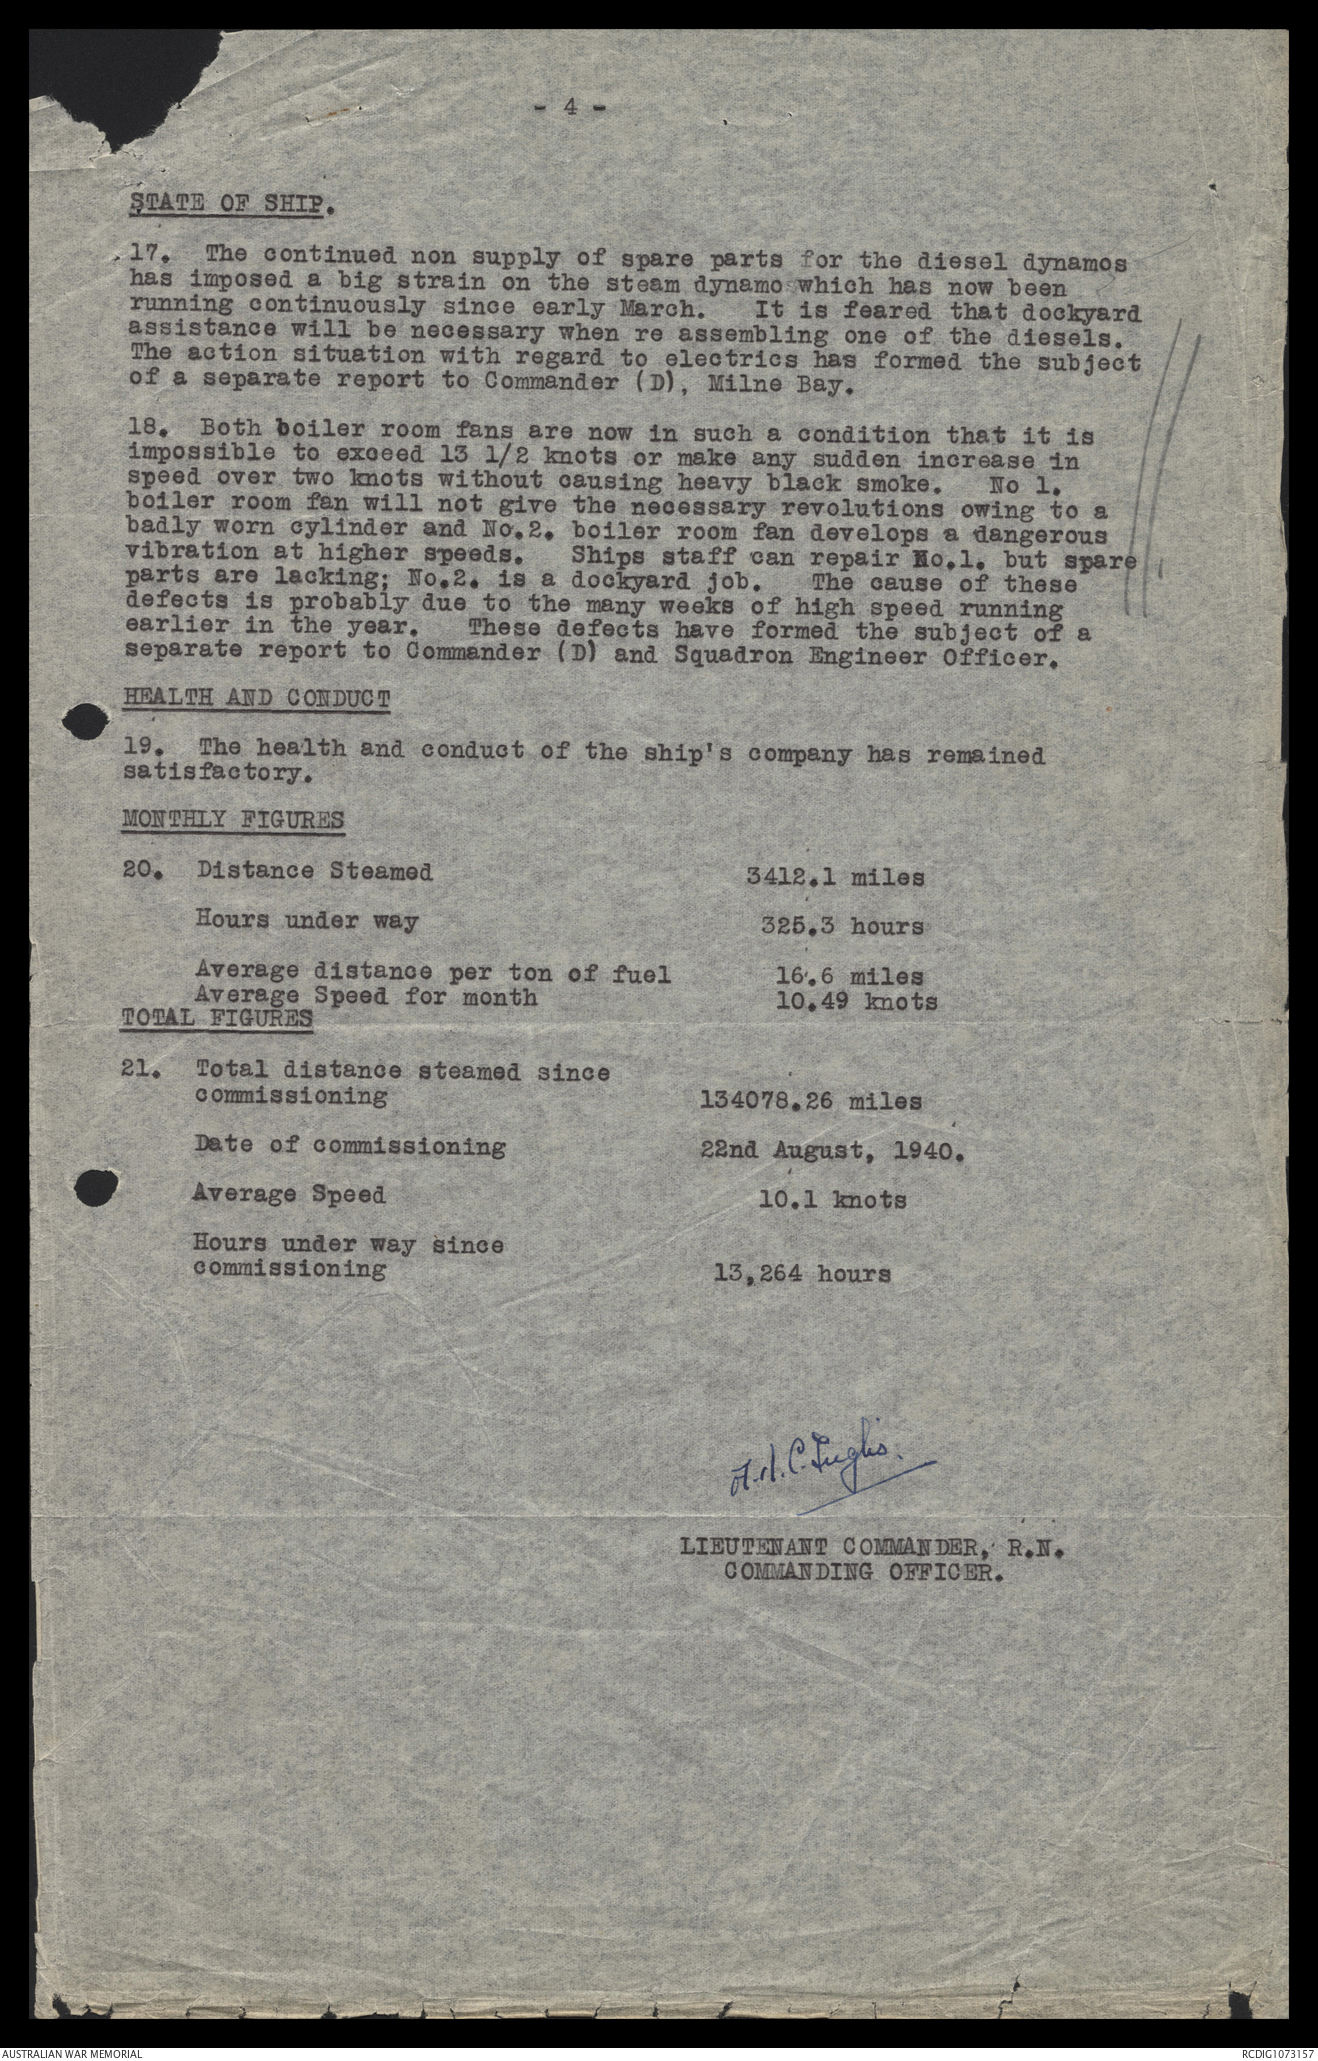 - 4 -
STATE OF SHIP.
17. The continued non supply of spare parts for the diesel dynamos
has imposed a big strain on the steam dynamo which has now been
running continuously since early March. It is feared that dockyard
assistance will be necessary when re assembling one of the diesels.
The action situation with regard to electrics has formed the subject
of a separate report to Commander (D), Milne Bay.
18. Both boiler room fans are now in such a condition that it is
impossible to exceed 13 1/2 knots or make any sudden increase in
speed over two knots without causing heavy black smoke. No 1.
boiler room fan will not give the necessary revolutions owing to a
badly worn cylinder and No.2. boiler room fan develops a dangerous
vibration at higher speeds. Ships staff can repair No.1. but spare
parts are lacking; No.2. is a dockyard job. The cause of these
defects is probably due to the many weeks of high speed running
earlier in the year. These defects have formed the subject of a
separate report to Commander (D) and Squadron Engineer Officer.
HEALTH AND CONDUCT
19. The health and conduct of the ship's company has remained
satisfactory.
MONTHLY FIGURES
20. Distance Steamed 3412.1 miles
Hours under way 325.3 hours
Average distance per ton of fuel 16.6 miles
Average Speed for month 10.49 knots
TOTAL FIGURES
21. Total distance steamed since
commissioning 134078.26 miles
Date of commissioning 22nd August, 1940.
Average Speed 10.1 knots
Hours under way since
commissioning 13,264 hours
Inglis.
LIEUTENANT COMMANDER, R.N.
COMMANDING OFFICER.
AUSTRALIAN WAR MEMORIAL RCDIG1073157